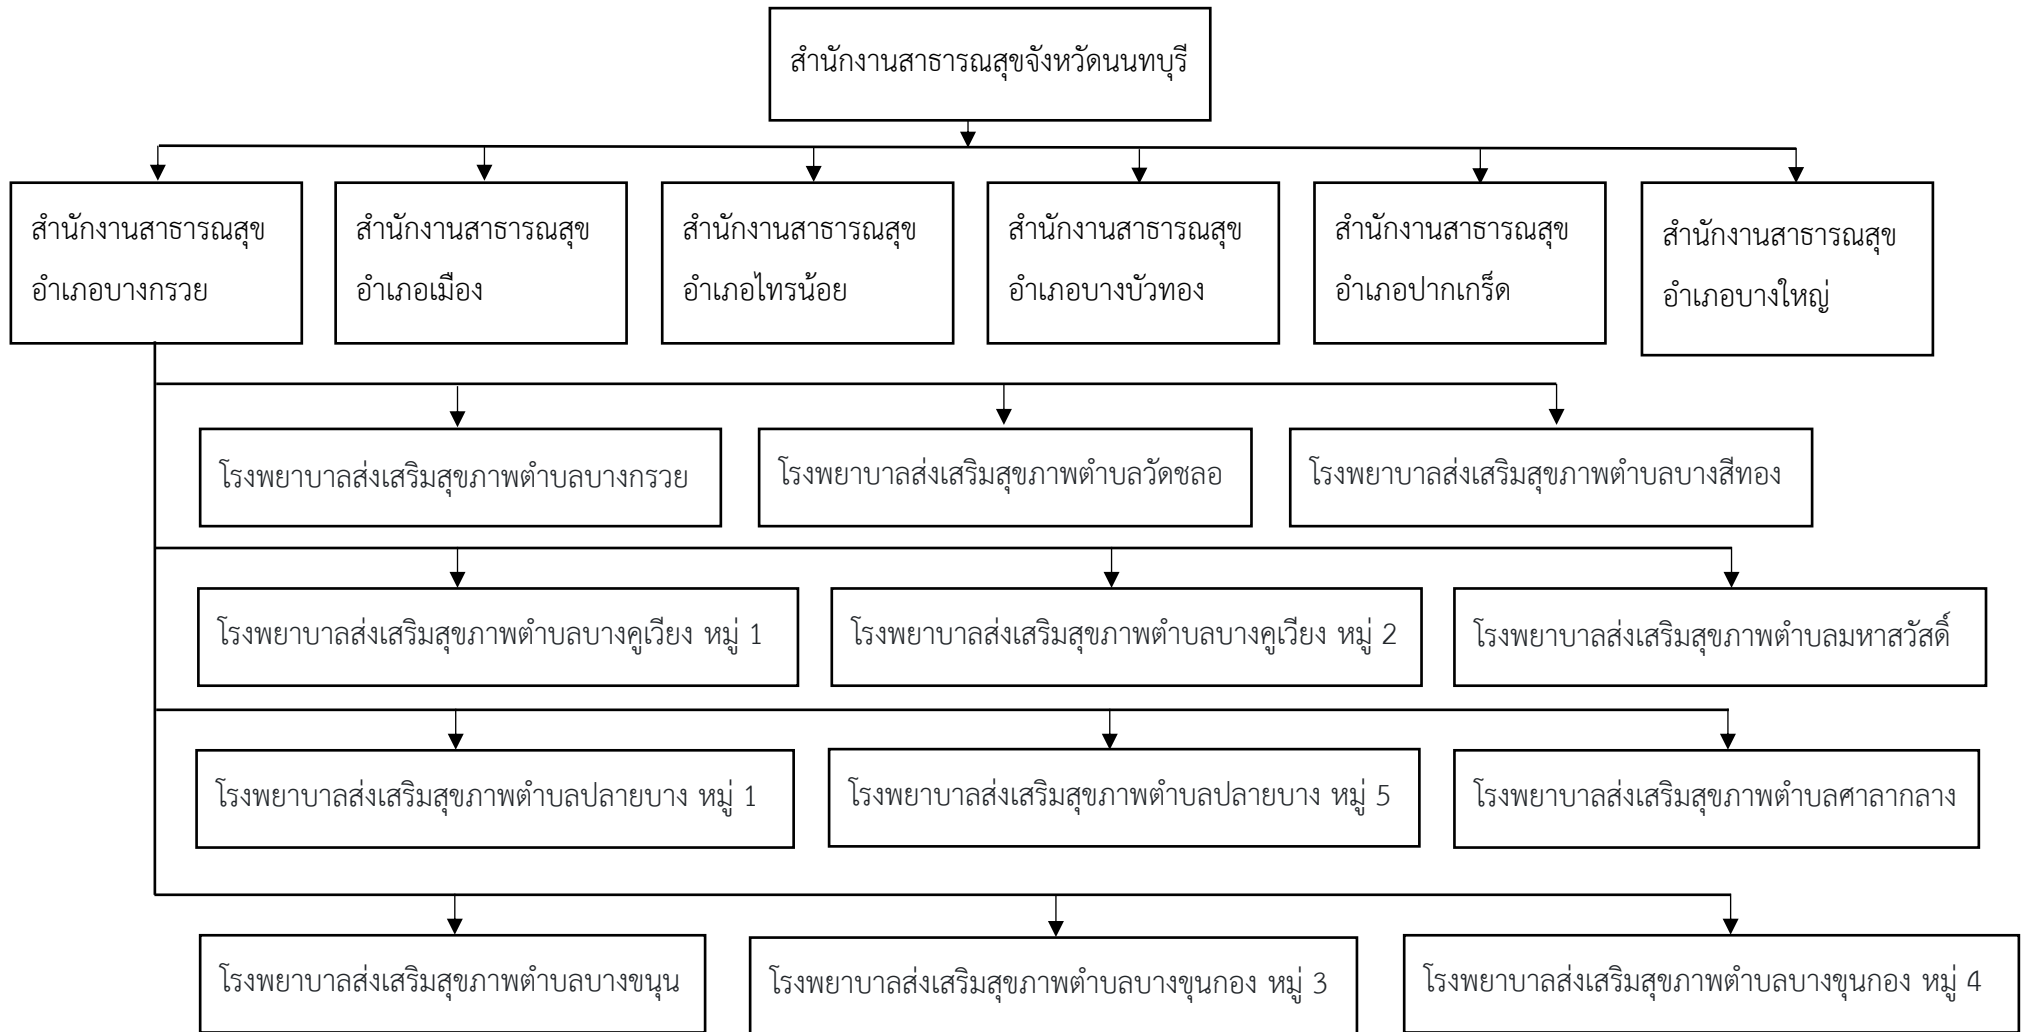 สำนักงานสาธารณสุขจังหวัดนนทบุรี
สำนักงานสาธารณสุข
อำเภอบางกรวย
สำนักงานสาธารณสุข
อำเภอเมือง
สำนักงานสาธารณสุข
อำเภอไทรน้อย
สำนักงานสาธารณสุข
อำเภอบางบัวทอง
สำนักงานสาธารณสุข
อำเภอปากเกร็ด
สำนักงานสาธารณสุข
อำเภอบางใหญ่
โรงพยาบาลส่งเสริมสุขภาพตำบลบางกรวย
โรงพยาบาลส่งเสริมสุขภาพตำบลวัดชลอ
โรงพยาบาลส่งเสริมสุขภาพตำบลบางสีทอง
โรงพยาบาลส่งเสริมสุขภาพตำบลบางคูเวียง หมู่ 1
โรงพยาบาลส่งเสริมสุขภาพตำบลบางคูเวียง หมู่ 2
โรงพยาบาลส่งเสริมสุขภาพตำบลมหาสวัสดิ์
โรงพยาบาลส่งเสริมสุขภาพตำบลปลายบาง หมู่ 1
โรงพยาบาลส่งเสริมสุขภาพตำบลปลายบาง หมู่ 5
โรงพยาบาลส่งเสริมสุขภาพตำบลศาลากลาง
โรงพยาบาลส่งเสริมสุขภาพตำบลบางขนุน
โรงพยาบาลส่งเสริมสุขภาพตำบลบางขุนกอง หมู่ 3
โรงพยาบาลส่งเสริมสุขภาพตำบลบางขุนกอง หมู่ 4